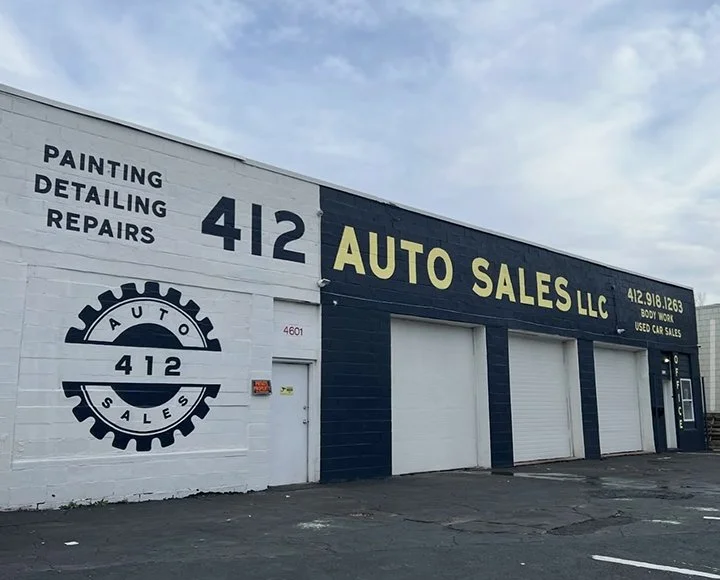 PAINTING
DETAILING
REPAIRS
412
AUTO SALES LLC
412.918.1263
BODY WORK
USED CAR SALES
AUTO
412
SALES
4601
OFFICE